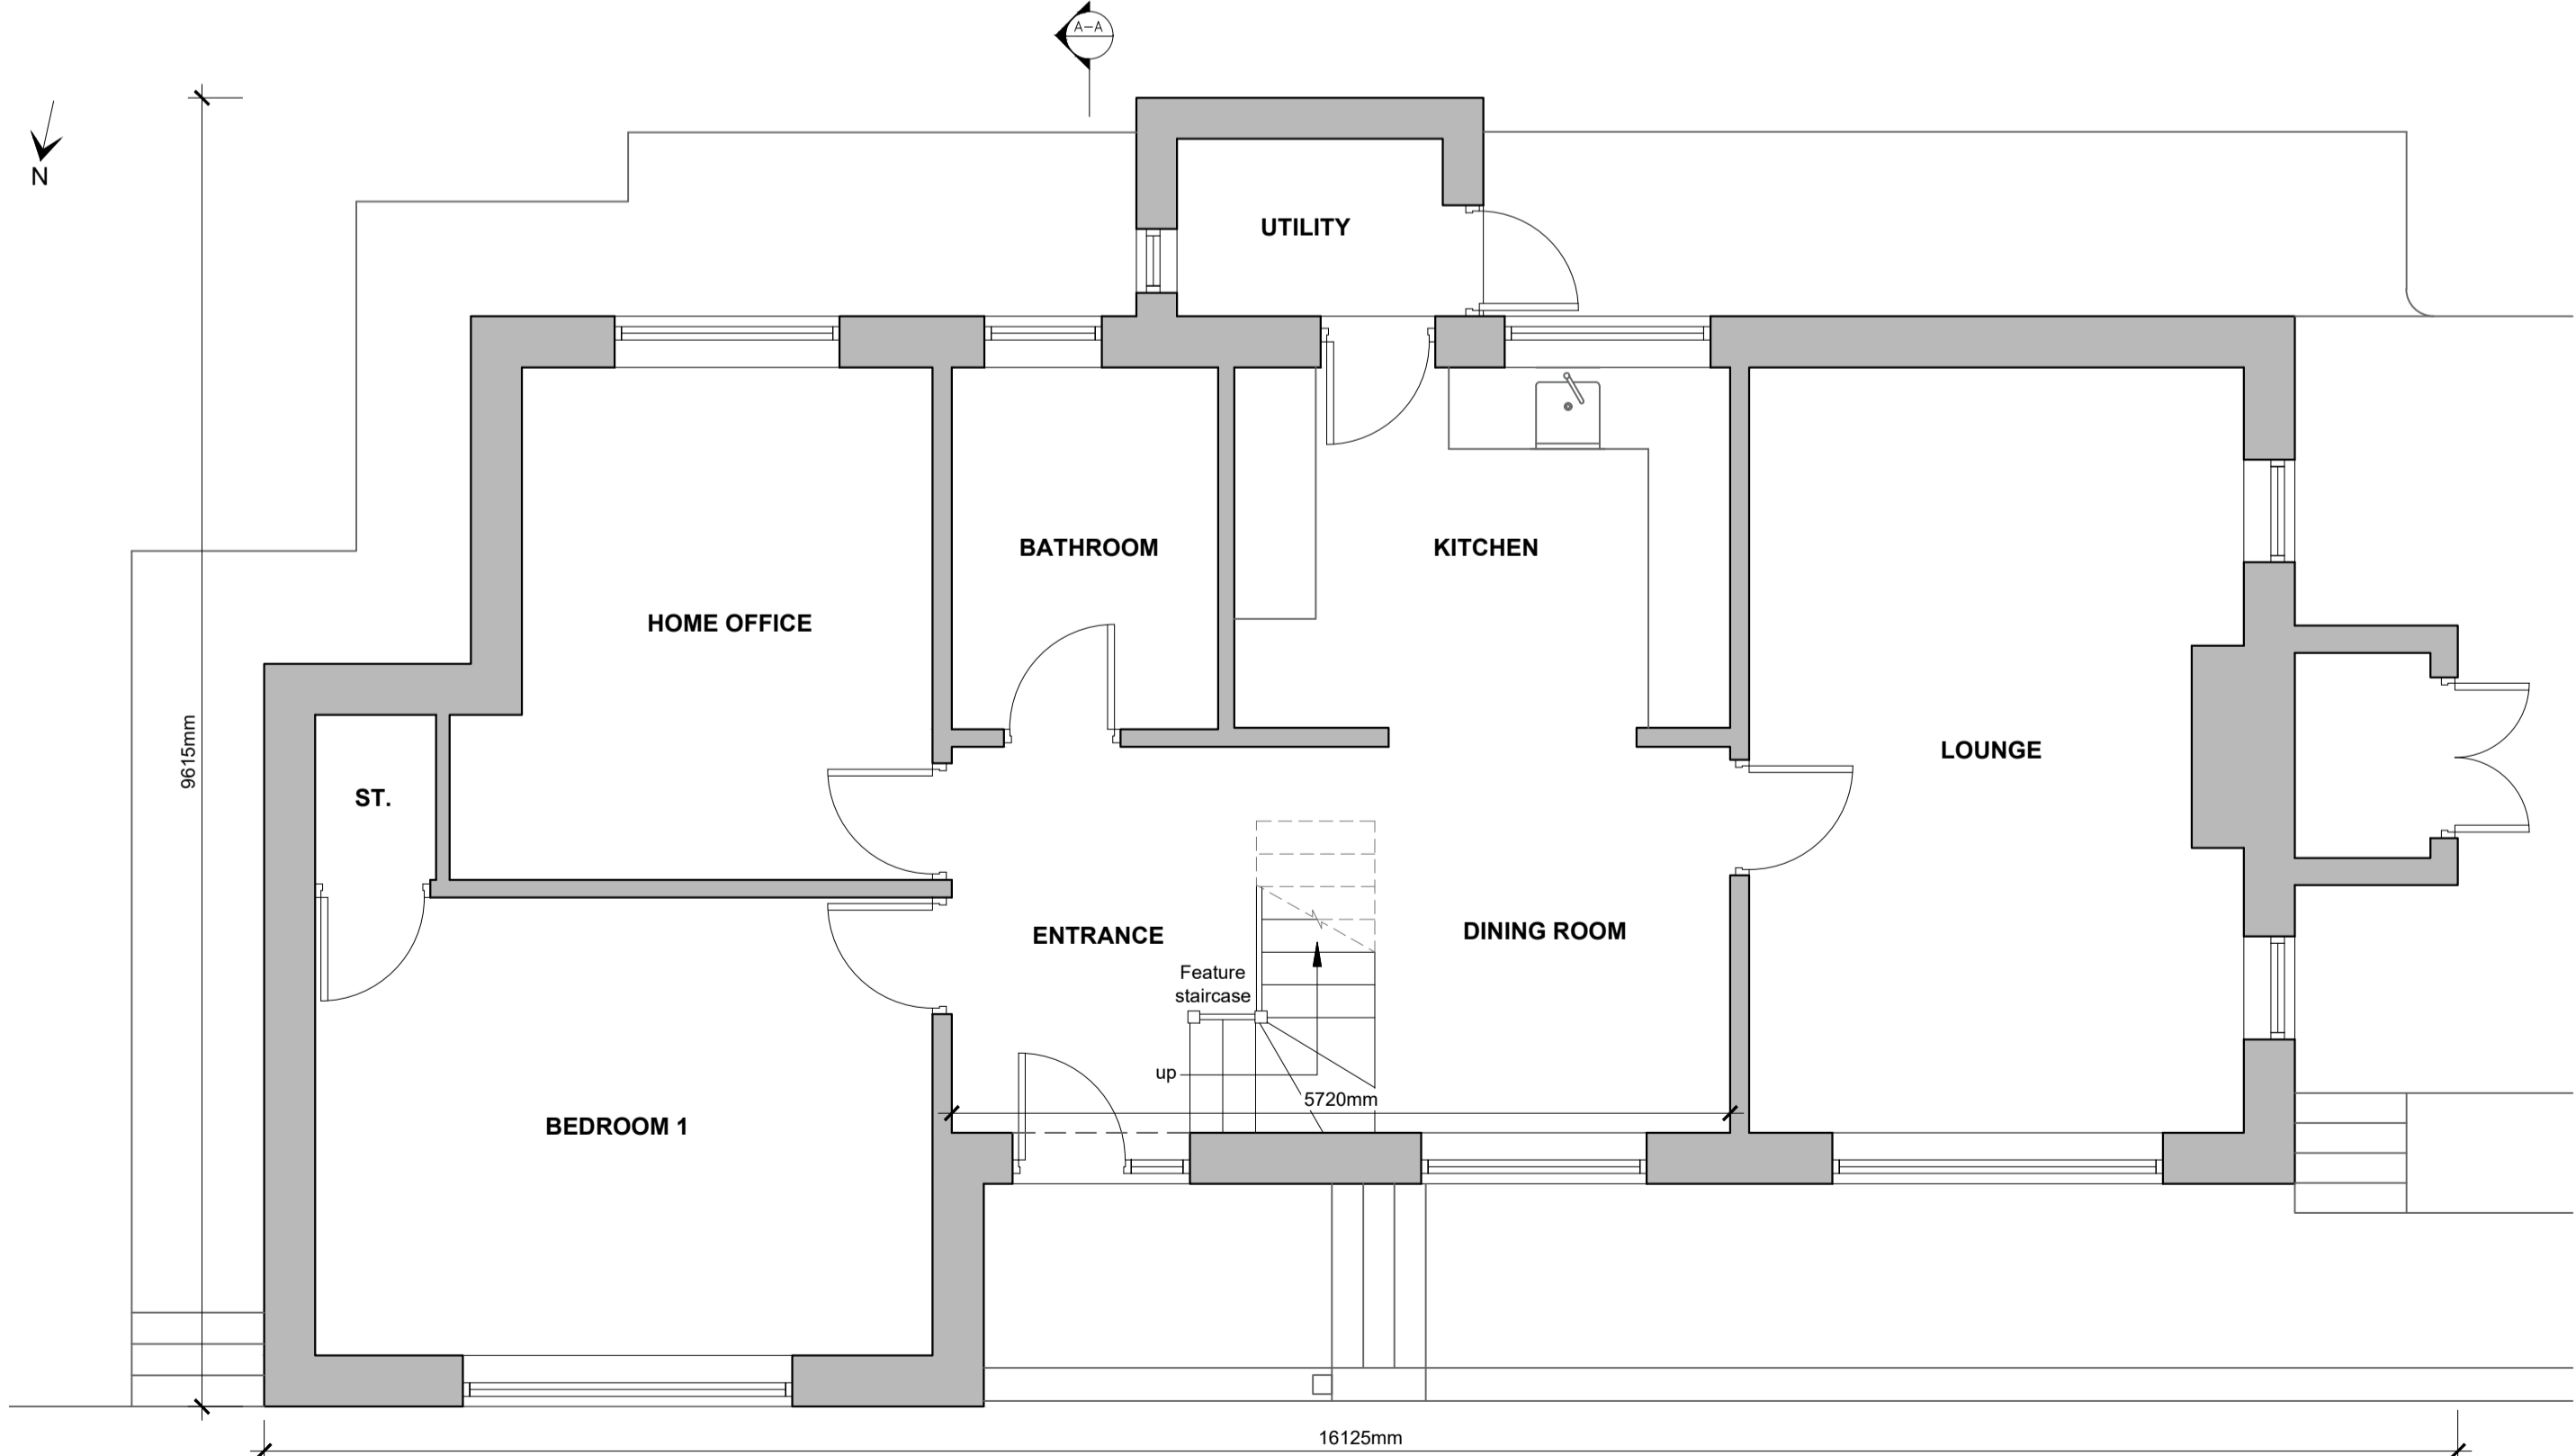 A-A
N
UTILITY
BATHROOM
KITCHEN
HOME OFFICE
9615mm
LOUNGE
ST.
ENTRANCE
DINING ROOM
Feature
staircase
up
5720mm
BEDROOM 1
16125mm